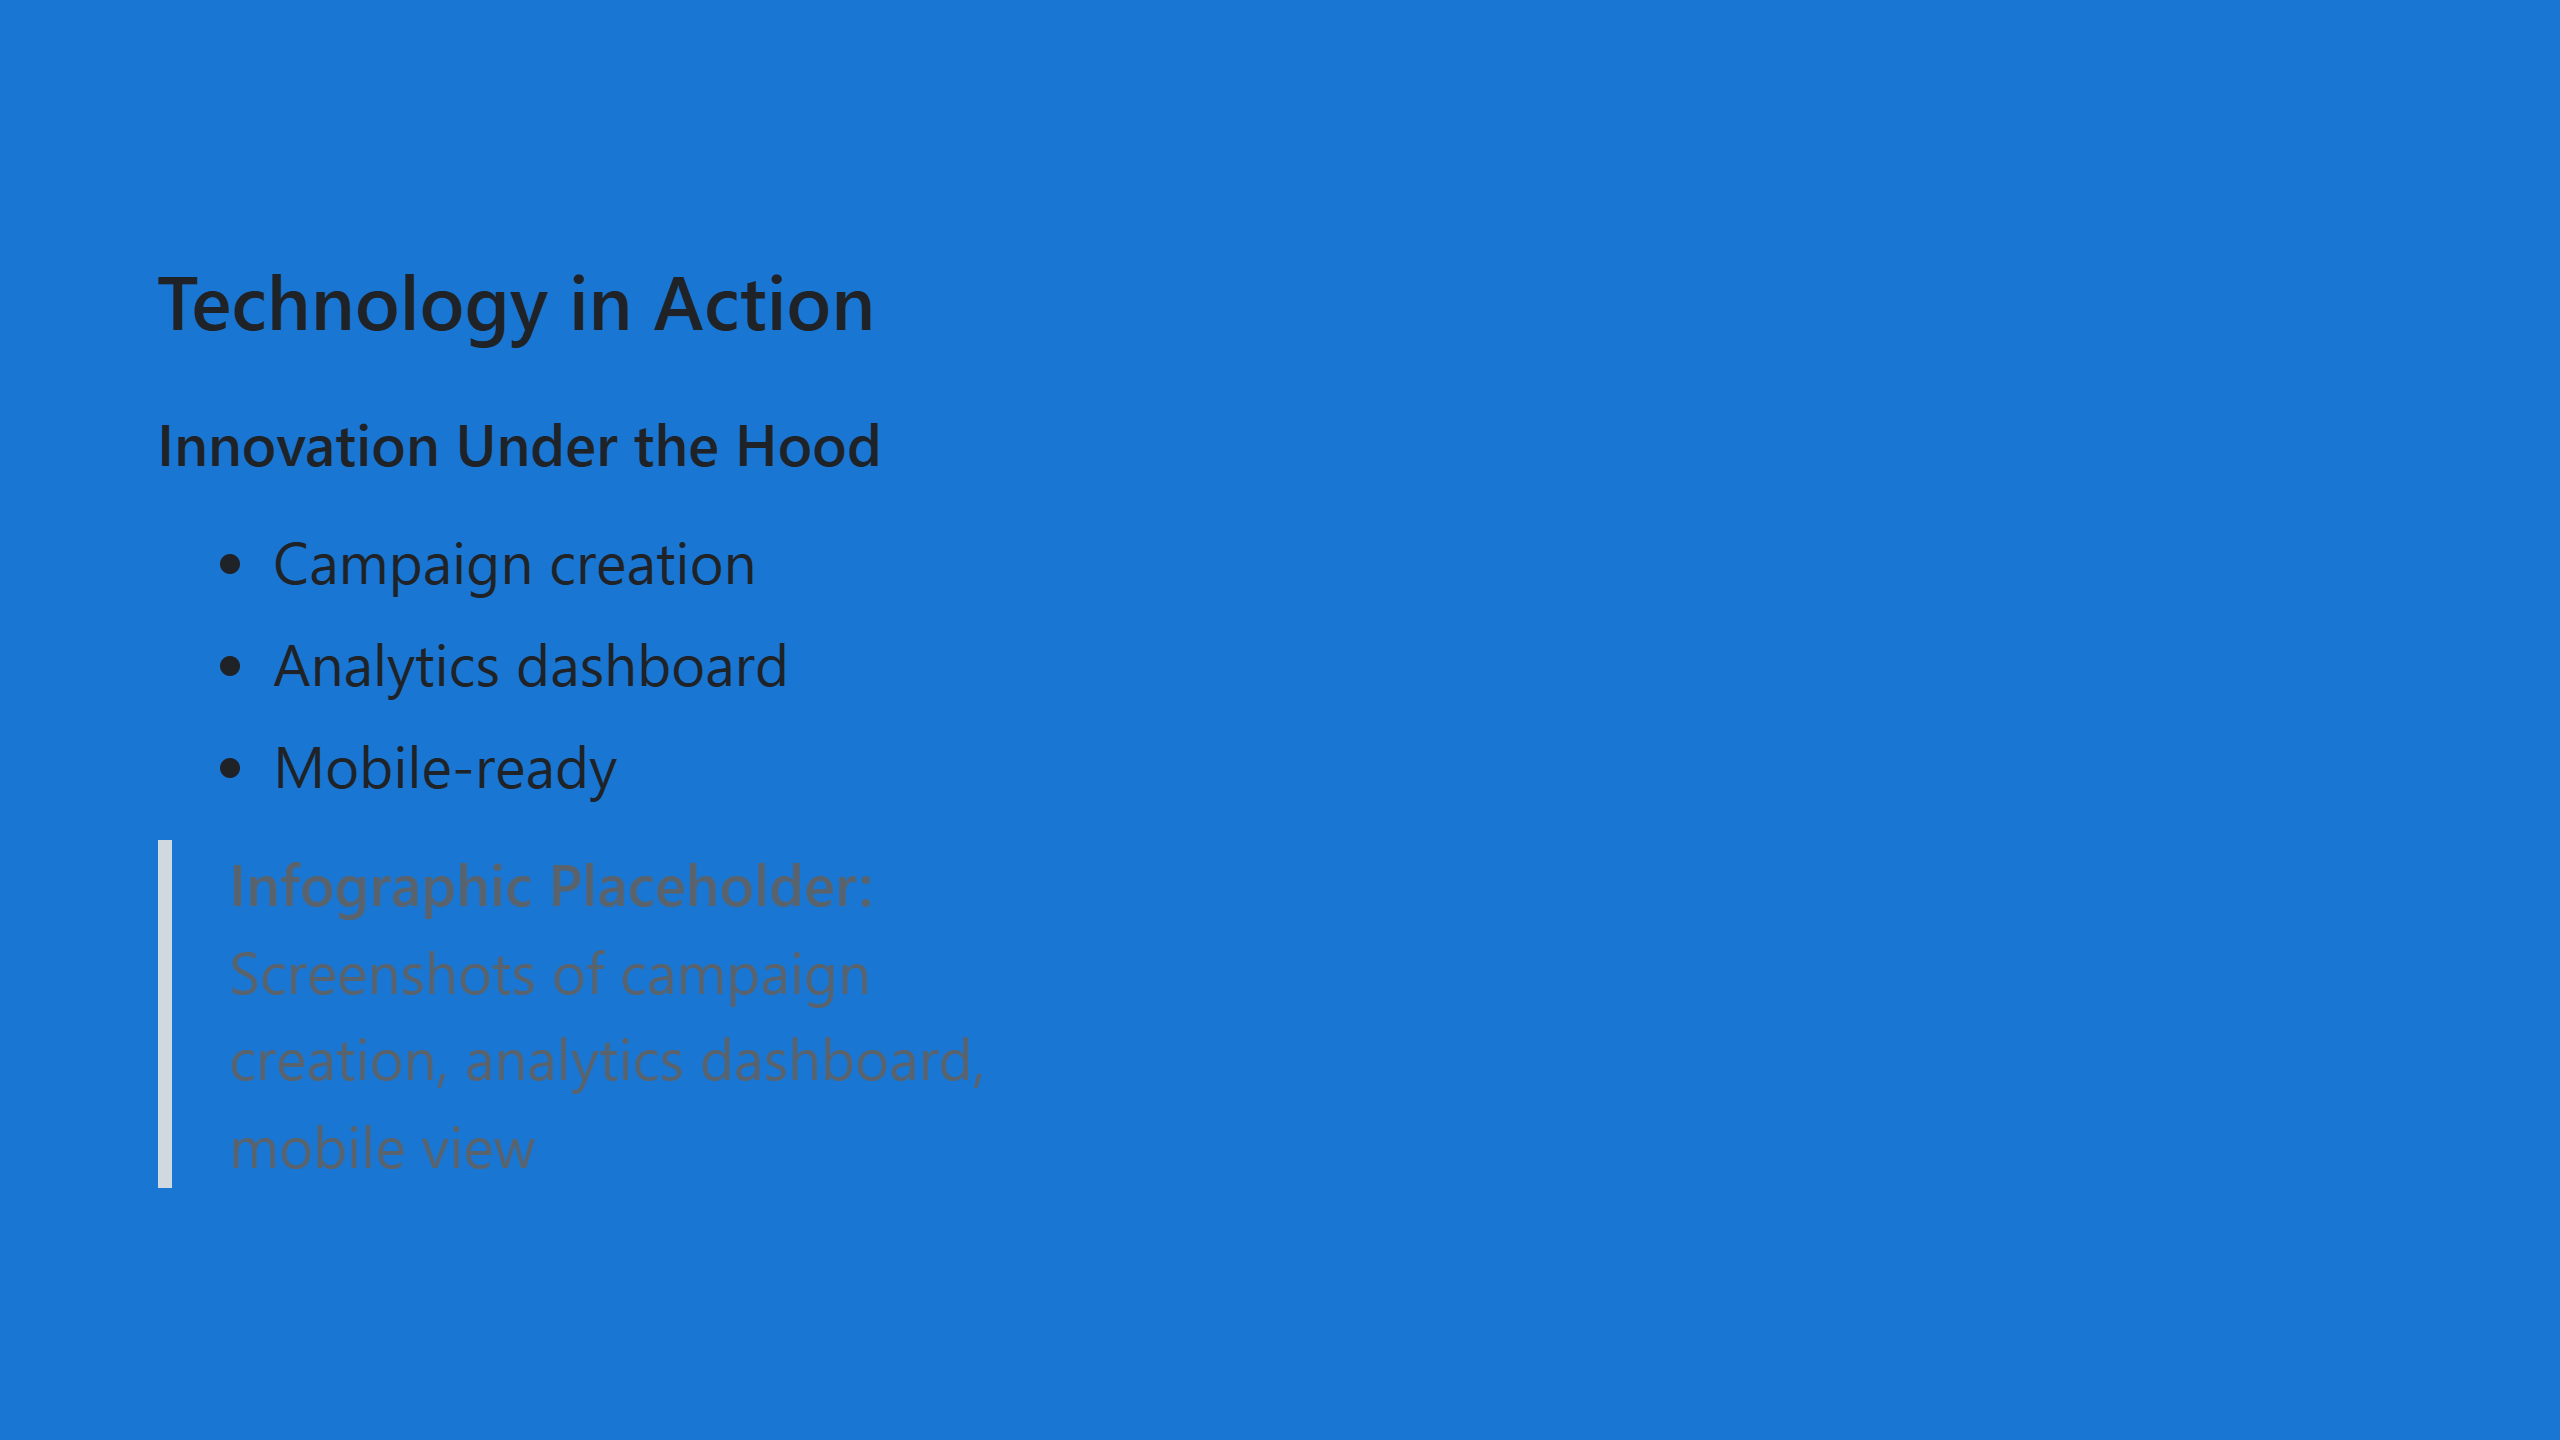 Technology in Action
Innovation Under the Hood
Campaign creation
Analytics dashboard
Mobile-ready
Infographic Placeholder:
Screenshots of campaign
creation, analytics dashboard,
mobile view